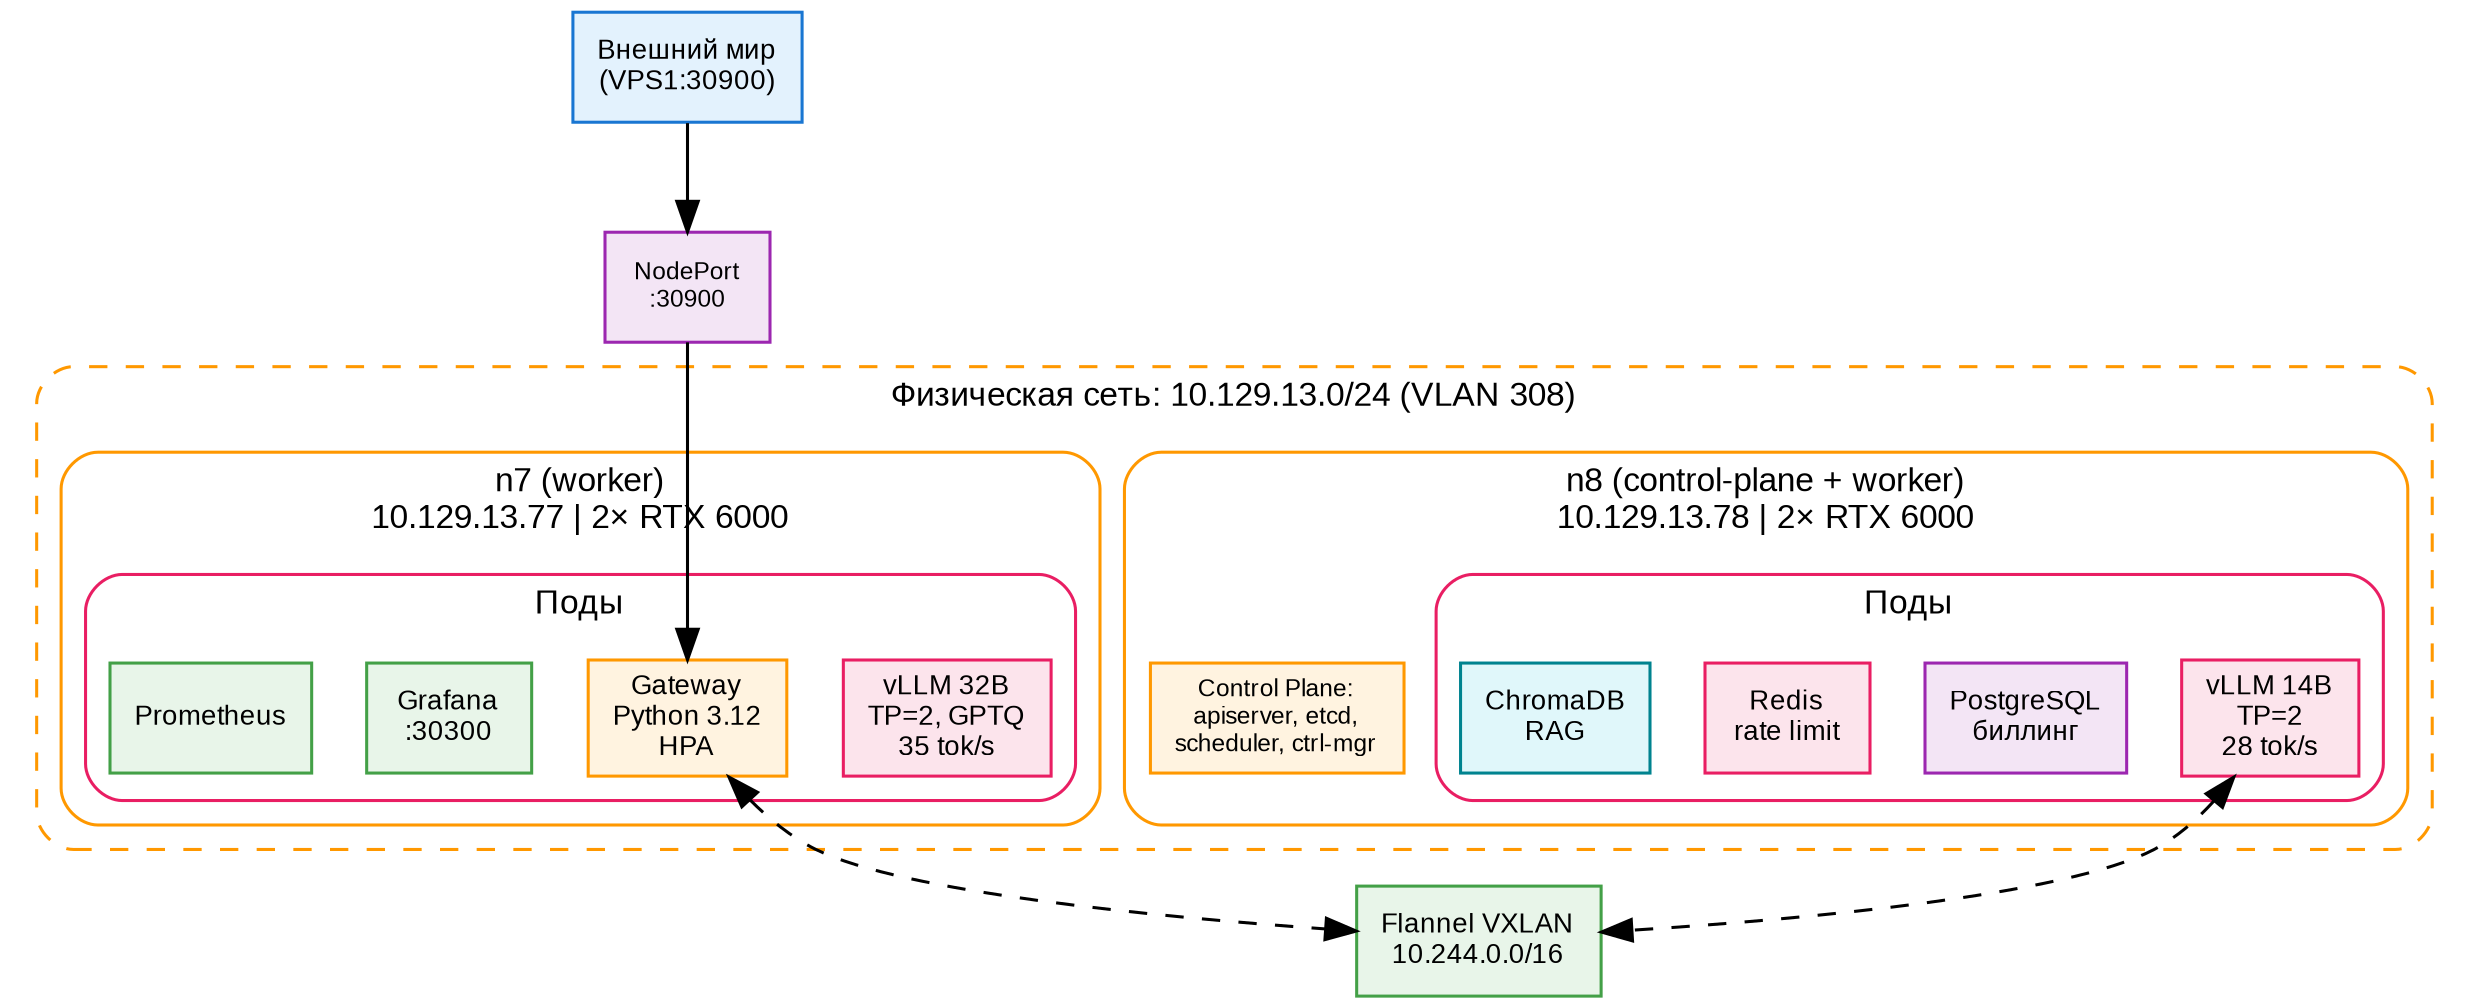 Внешний мир
(VPS1:30900)
NodePort
:30900
Физическая сеть: 10.129.13.0/24 (VLAN 308)
n7 (worker)
10.129.13.77 | 2× RTX 6000
Поды
Prometheus
Grafana
:30300
Gateway
Python 3.12
HPA
vLLM 32B
TP=2, GPTQ
35 tok/s
n8 (control-plane + worker)
10.129.13.78 | 2× RTX 6000
Control Plane:
apiserver, etcd,
scheduler, ctrl-mgr
Поды
ChromaDB
RAG
Redis
rate limit
PostgreSQL
биллинг
vLLM 14B
TP=2
28 tok/s
Flannel VXLAN
10.244.0.0/16